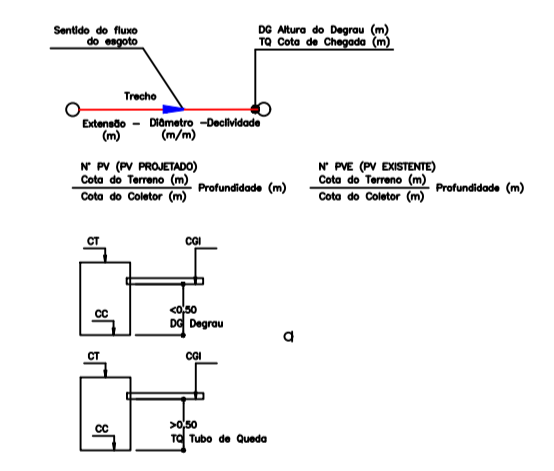 Sentido do fluxo
do esgoto
DG Altura do Degrau (m)
TQ Cota de Chegada (m)
Trecho
Extensão - Diâmetro -Declividade
(m) (m/m)
N° PV (PV PROJETADO)
Cota do Terreno (m)
Cota do Coletor (m)
Profundidade (m)
N° PVE (PV EXISTENTE)
Cota do Terreno (m)
Cota do Coletor (m)
Profundidade (m)
CT
CGI
CC
<0,50
DG Degrau
a
CT
CGI
CC
>0,50
TQ Tubo de Queda